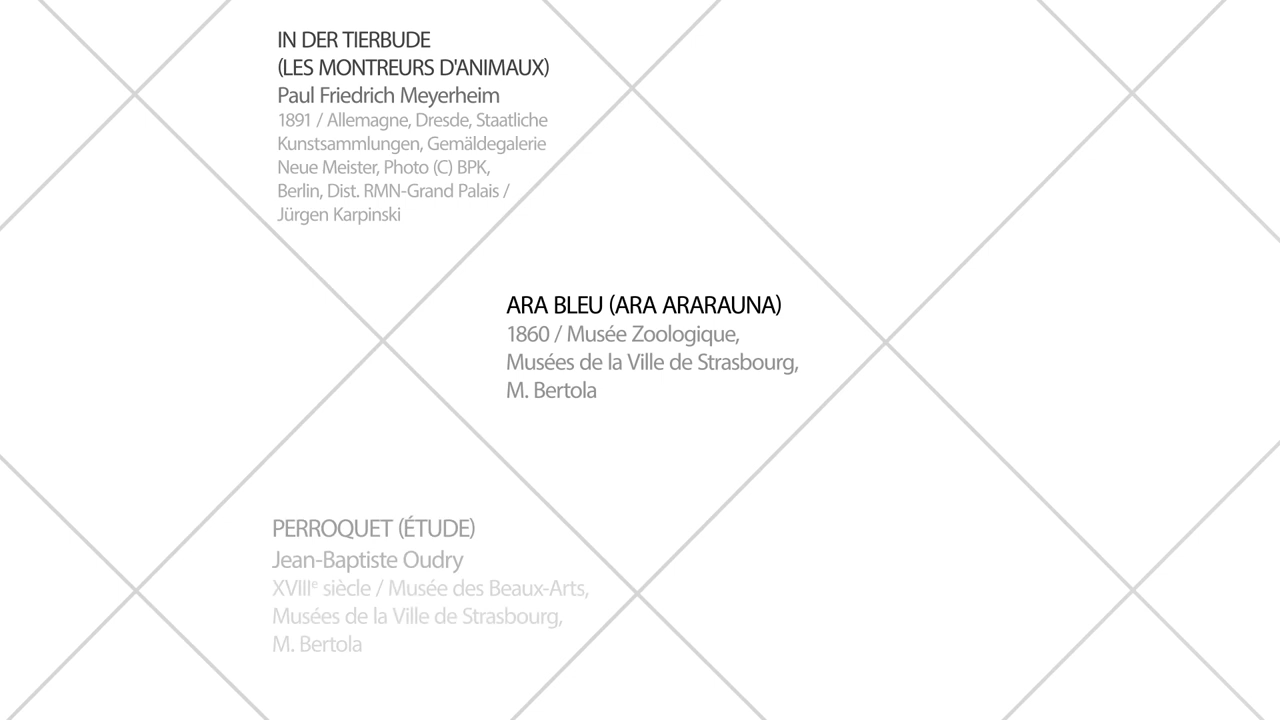 IN DER TIERBUDE
(LES MONTREURS D'ANIMAUX)
Paul Friedrich Meyerheim
1891 / Allemagne, Dresde, Staatliche
Kunstsammlungen, Gemäldegalerie
Neue Meister, Photo (C) BPK,
Berlin, Dist. RMN-Grand Palais /
Jürgen Karpinski
ARA BLEU (ARA ARARAUNA)
1860 / Musée Zoologique,
Musées de la Ville de Strasbourg,
M. Bertola
PERROQUET (ÉTUDE)
Jean-Baptiste Oudry
XVIIIᵉ siècle / Musée des Beaux-Arts,
Musées de la Ville de Strasbourg,
M. Bertola